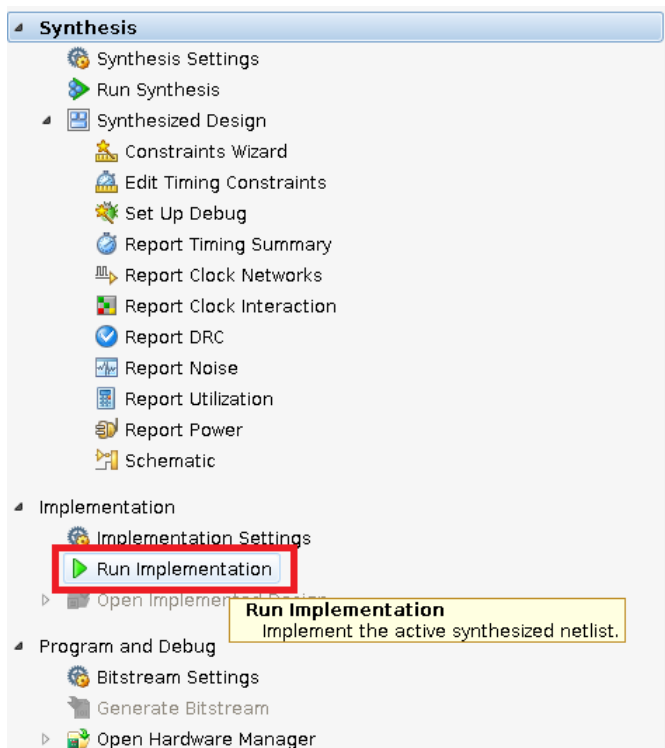 Synthesis
Synthesis Settings
Run Synthesis
Synthesized Design
Constraints Wizard
Edit Timing Constraints
Set Up Debug
Report Timing Summary
Report Clock Networks
Report Clock Interaction
Report DRC
Report Noise
Report Utilization
Report Power
Schematic
Implementation
Implementation Settings
Run Implementation
Open Implemented Design
Run Implementation
Implement the active synthesized netlist.
Program and Debug
Bitstream Settings
Generate Bitstream
Open Hardware Manager